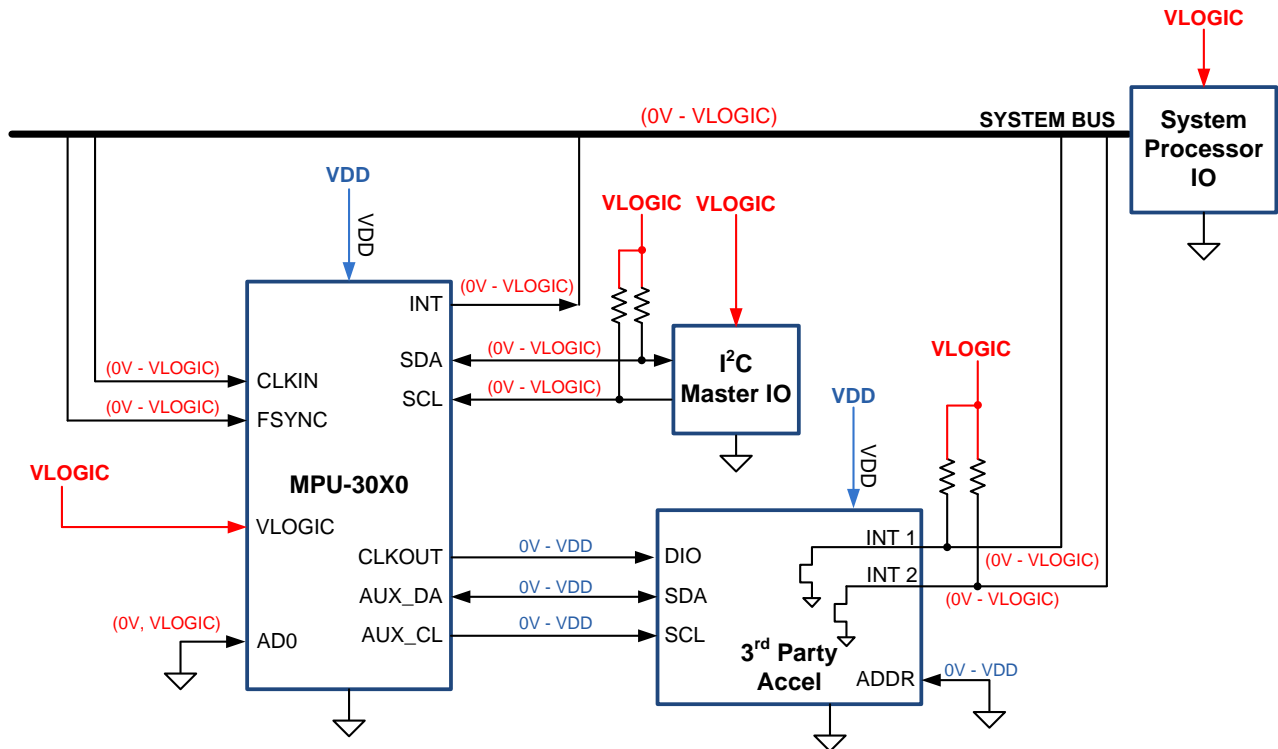 VLOGIC
(0V - VLOGIC)
SYSTEM BUS
System
Processor
IO
VDD
VDD
VLOGIC
VLOGIC
INT
(0V - VLOGIC)
SDA
(0V - VLOGIC)
I²C
Master IO
(0V - VLOGIC)
CLKIN
SCL
(0V - VLOGIC)
(0V - VLOGIC)
FSYNC
VLOGIC
VDD
VDD
VLOGIC
MPU-30X0
VLOGIC
INT 1
(0V - VLOGIC)
CLKOUT
0V - VDD
DIO
INT 2
(0V - VLOGIC)
AUX_DA
0V - VDD
SDA
AUX_CL
0V - VDD
SCL
(0V, VLOGIC)
AD0
3rd Party
Accel
ADDR
0V - VDD